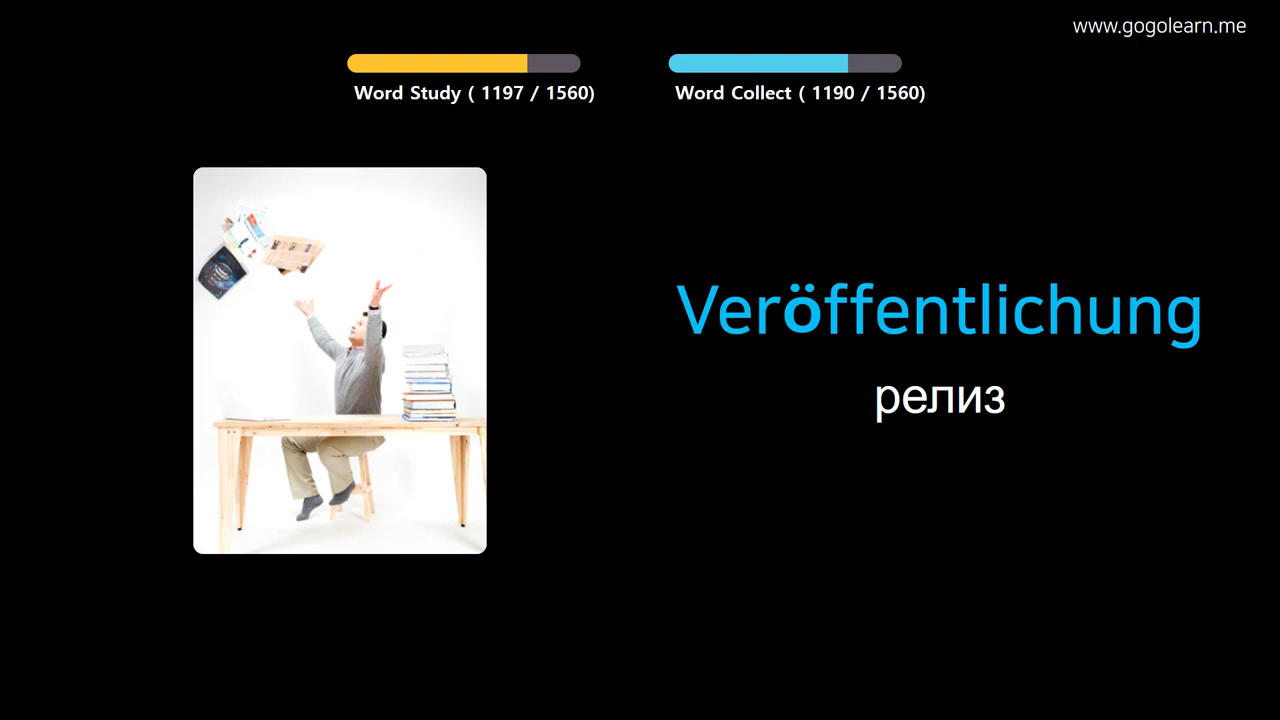 www.gogolearn.me
Word Study ( 1197 / 1560)
Word Collect ( 1190 / 1560)
Veröffentlichung
релиз